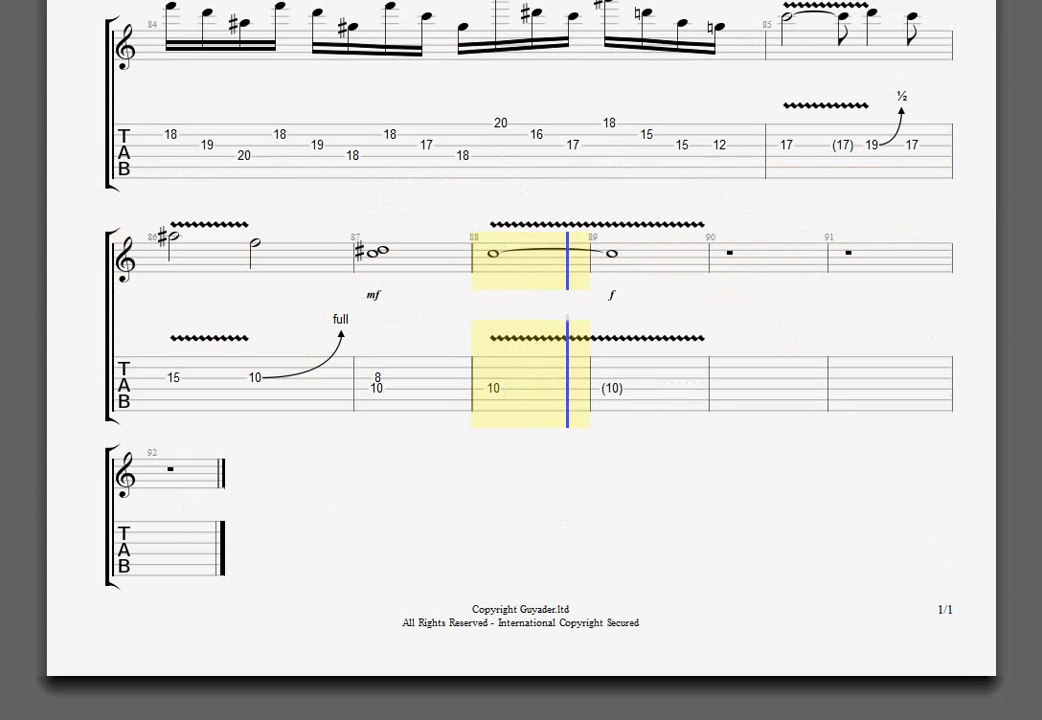 84 85
½
T A B 18 19 20 18 19 18 18 17 18 20 16 17 18 15 15 12 17 (17) 19 17
86 87 88 89 90 91
mf f
full
T A B 15 10 8 10 10 (10)
92
T A B
Copyright Guyader.ltd 1/1
All Rights Reserved - International Copyright Secured